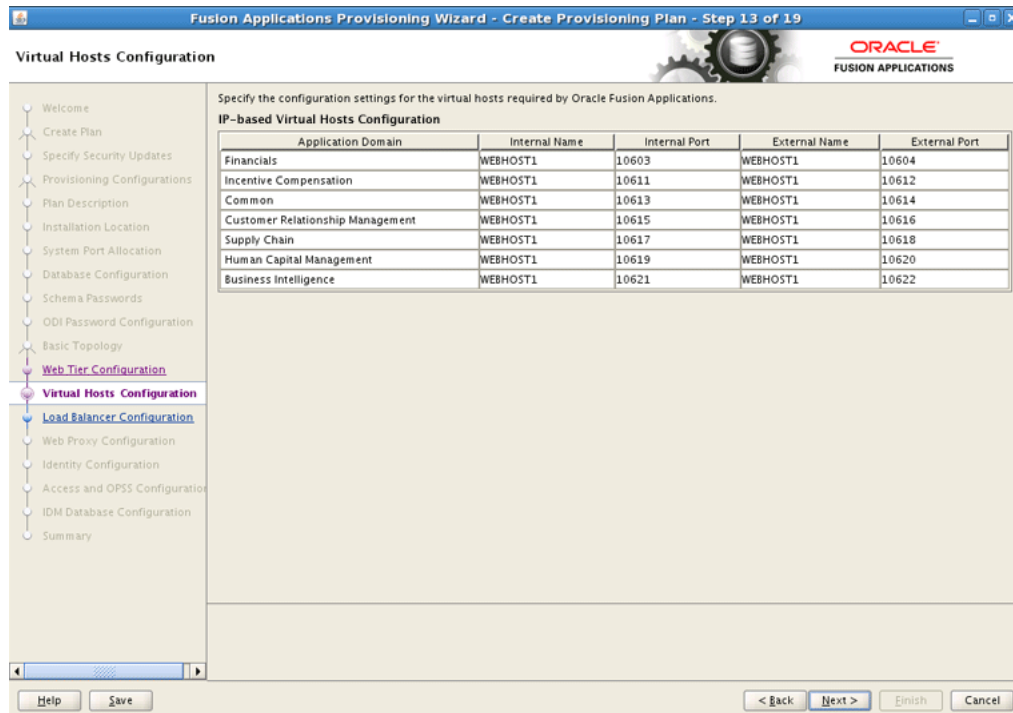 Fusion Applications Provisioning Wizard - Create Provisioning Plan - Step 13 of 19
Virtual Hosts Configuration
ORACLE
FUSION APPLICATIONS
Welcome
Create Plan
Specify Security Updates
Provisioning Configurations
Plan Description
Installation Location
System Port Allocation
Database Configuration
Schema Passwords
ODI Password Configuration
Basic Topology
Web Tier Configuration
Virtual Hosts Configuration
Load Balancer Configuration
Web Proxy Configuration
Identity Configuration
Access and OPSS Configuration
IDM Database Configuration
Summary
Specify the configuration settings for the virtual hosts required by Oracle Fusion Applications.
IP-based Virtual Hosts Configuration
Application Domain Internal Name Internal Port External Name External Port
Financials WEBHOST1 10603 WEBHOST1 10604
Incentive Compensation WEBHOST1 10611 WEBHOST1 10612
Common WEBHOST1 10613 WEBHOST1 10614
Customer Relationship Management WEBHOST1 10615 WEBHOST1 10616
Supply Chain WEBHOST1 10617 WEBHOST1 10618
Human Capital Management WEBHOST1 10619 WEBHOST1 10620
Business Intelligence WEBHOST1 10621 WEBHOST1 10622
Help Save < Back Next > Finish Cancel